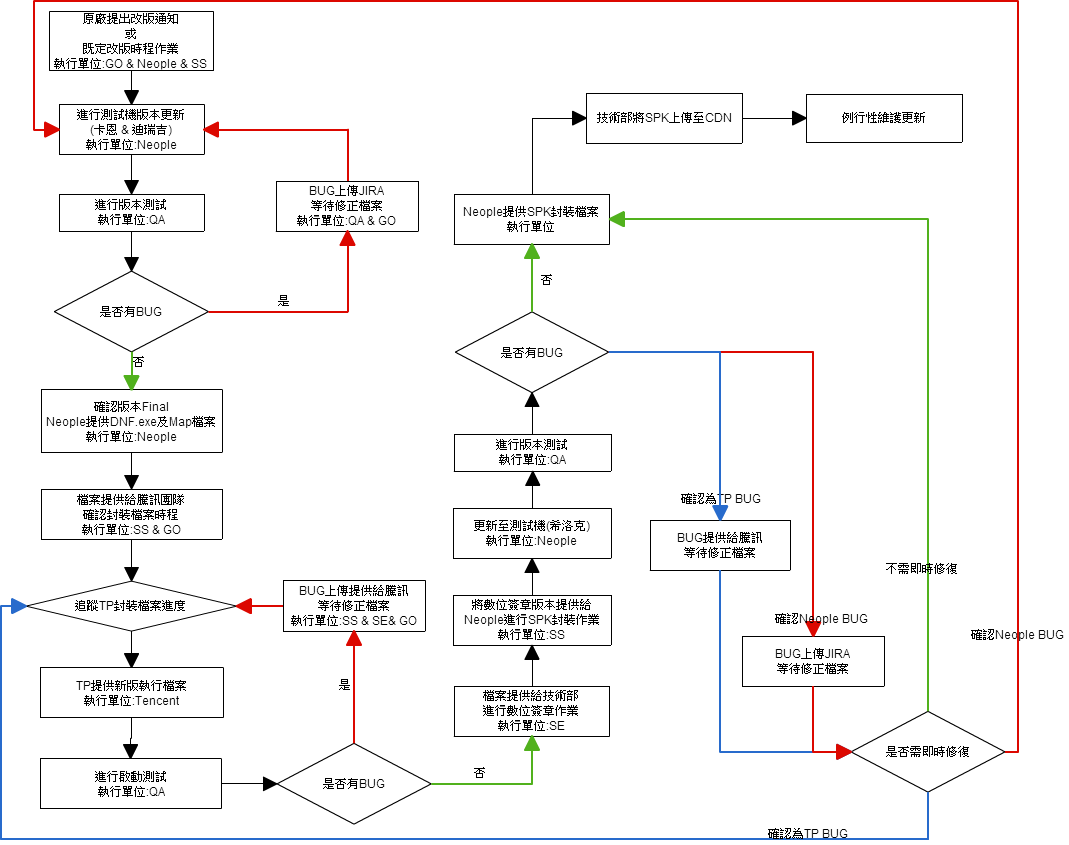 原廠提出改版通知
或
既定改版時程作業
執行單位:GO & Neople & SS
進行測試機版本更新
(卡恩 & 迪瑞吉)
執行單位:Neople
進行版本測試
執行單位:QA
BUG上傳JIRA
等待修正檔案
執行單位:QA & GO
是否有BUG
是
否
確認版本Final
Neople提供DNF.exe及Map檔案
執行單位:Neople
檔案提供給騰訊團隊
確認封裝檔案時程
執行單位:SS & GO
追蹤TP封裝檔案進度
BUG上傳提供給騰訊
等待修正檔案
執行單位:SS & SE& GO
TP提供新版執行檔案
執行單位:Tencent
進行啟動測試
執行單位:QA
是
是否有BUG
否
檔案提供給技術部
進行數位簽章作業
執行單位:SE
將數位簽章版本提供給
Neople進行SPK封裝作業
執行單位:SS
更新至測試機(希洛克)
執行單位:Neople
進行版本測試
執行單位:QA
是否有BUG
否
Neople提供SPK封裝檔案
執行單位
技術部將SPK上傳至CDN
例行性維護更新
確認為TP BUG
BUG提供給騰訊
等待修正檔案
確認Neople BUG
BUG上傳JIRA
等待修正檔案
不需即時修復
確認Neople BUG
是否需即時修復
確認為TP BUG